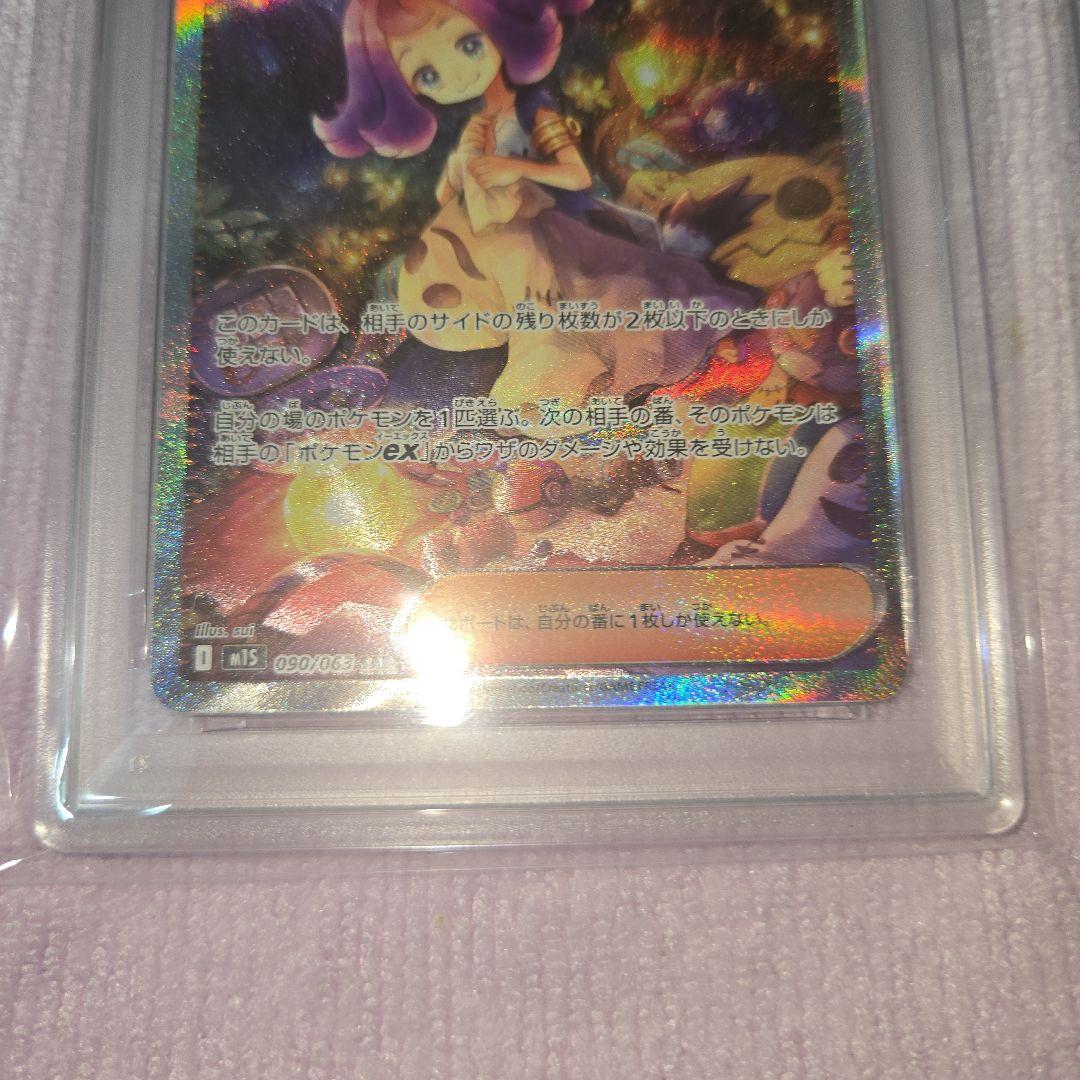 このカードは、相手のサイドの残り枚数が2枚以下のときにしか
使えない。
自分の場のポケモンを1匹選ぶ。次の相手の番、そのポケモンは
相手の「ポケモンex」からワザのダメージや効果を受けない。
ポートは、自分の番に1枚しか使えない。
illus. cui
I M1S 090/063 SAR